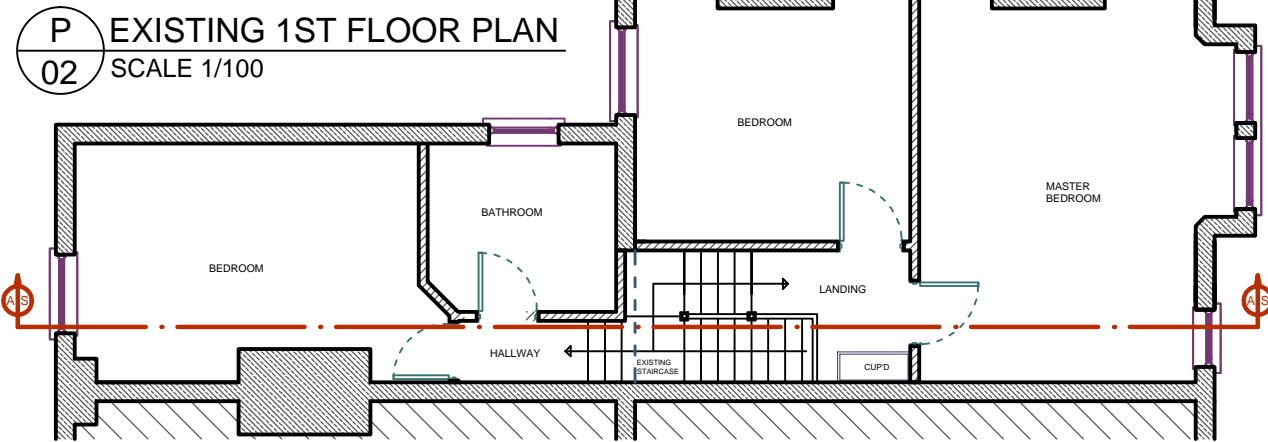 P
02
EXISTING 1ST FLOOR PLAN
SCALE 1/100
BEDROOM
MASTER
BEDROOM
BATHROOM
BEDROOM
LANDING
A S
A S
HALLWAY
EXISTING
STAIRCASE
CUP'D